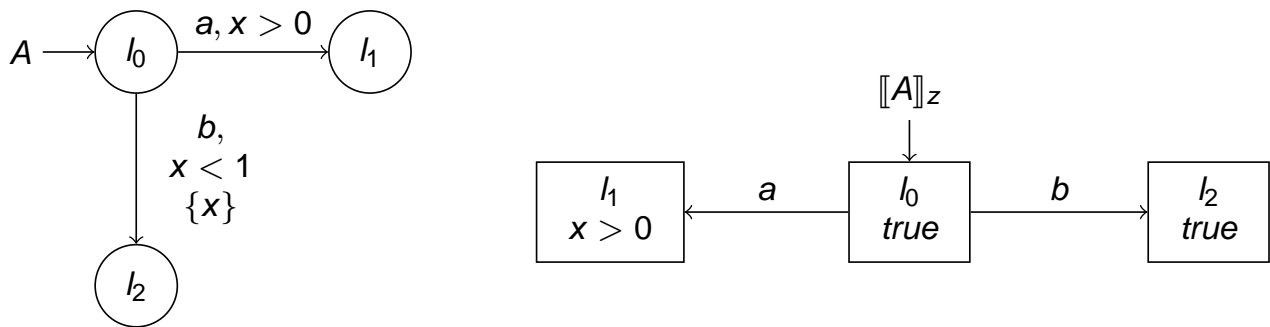 A
l₀
a, x > 0
l₁
b,
x < 1
{x}
l₂
⟦A⟧z
l₁
x > 0
a
l₀
true
b
l₂
true